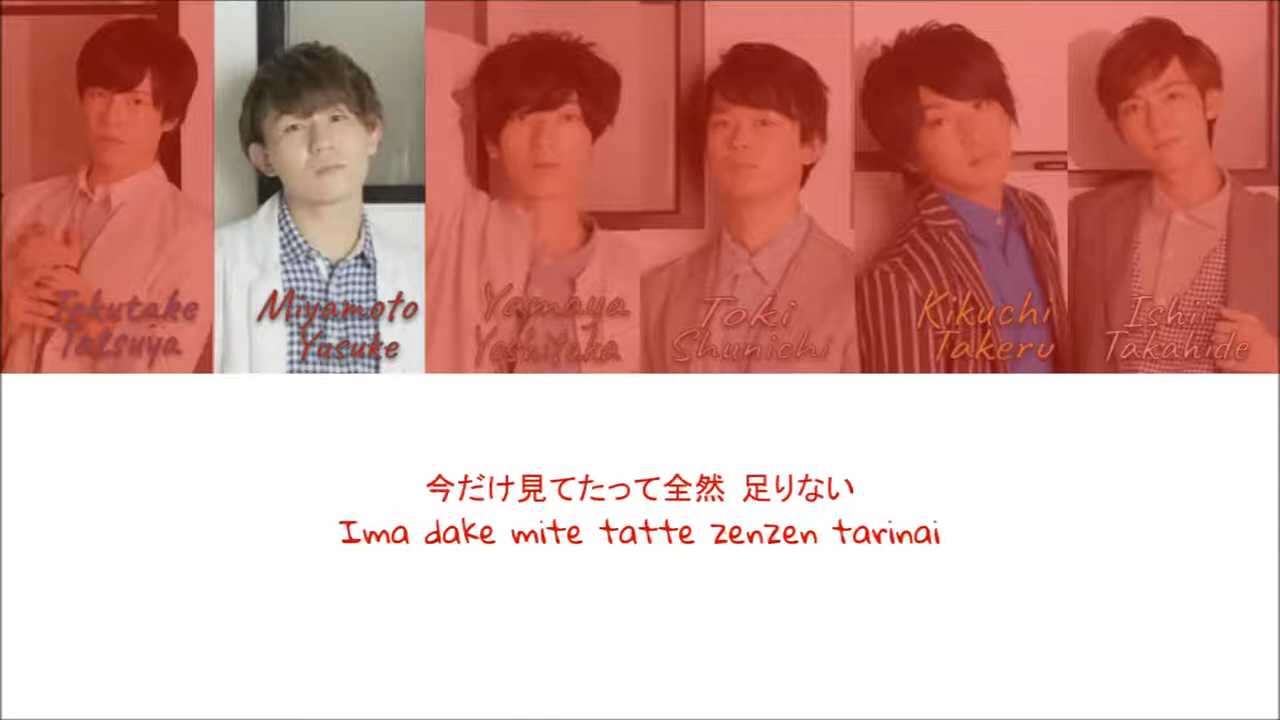 Tokutake
Tatsuya
Miyamoto
Yusuke
Yamaya
Yoshitaka
Toki
Shunichi
Kikuchi
Takeru
Ishii
Takahide
今だけ見てたって全然 足りない
Ima dake mite tatte zenzen tarinai